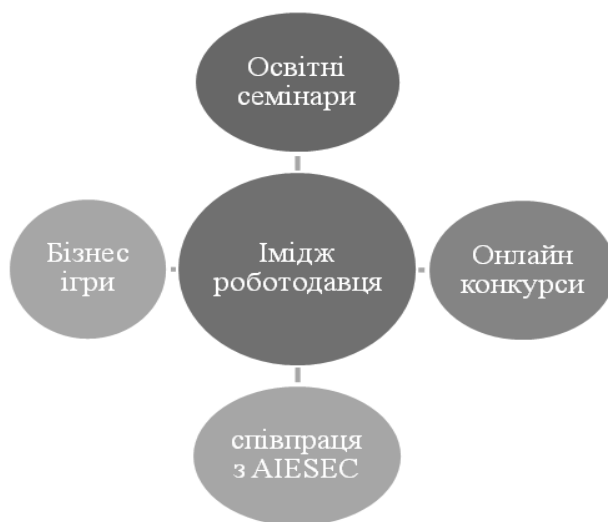 Освітні
семінари
Бізнес
ігри
Імідж
роботодавця
Онлайн
конкурси
співпраця
з AIESEC